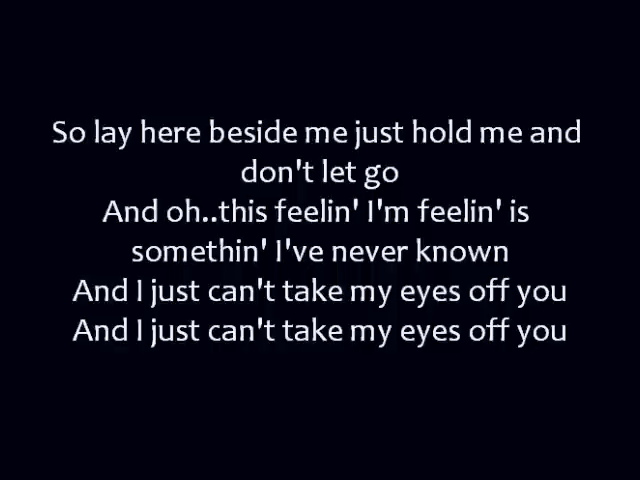 So lay here beside me just hold me and
don't let go
And oh..this feelin' I'm feelin' is
somethin' I've never known
And I just can't take my eyes off you
And I just can't take my eyes off you